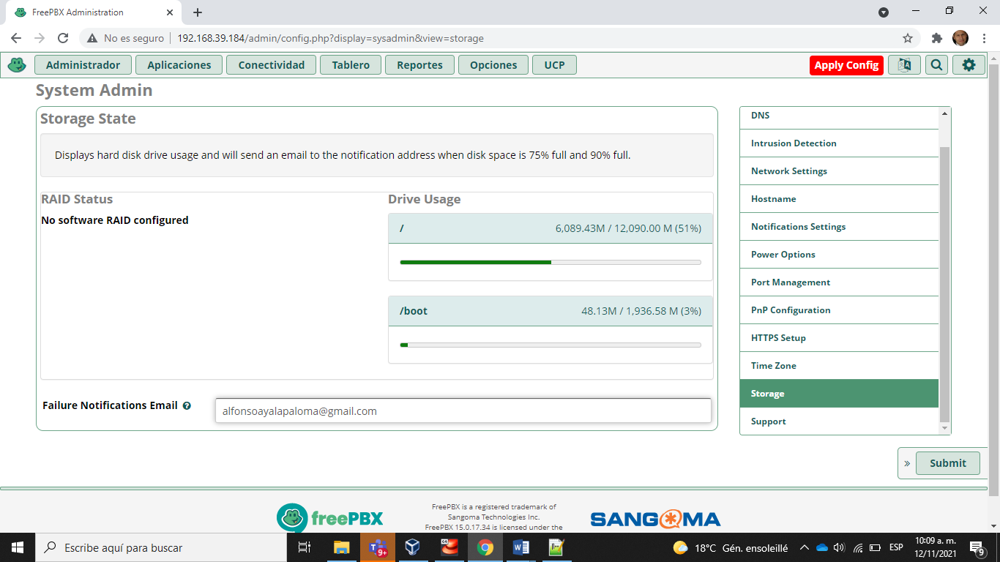 FreePBX Administration
No es seguro
192.168.39.184/admin/config.php?display=sysadmin&view=storage
Administrador
Aplicaciones
Conectividad
Tablero
Reportes
Opciones
UCP
Apply Config
System Admin
Storage State
Displays hard disk drive usage and will send an email to the notification address when disk space is 75% full and 90% full.
RAID Status
No software RAID configured
Drive Usage
/ 6,089.43M / 12,090.00 M (51%)
/boot 48.13M / 1,936.58 M (3%)
Failure Notifications Email
alfonsoayalapaloma@gmail.com
DNS
Intrusion Detection
Network Settings
Hostname
Notifications Settings
Power Options
Port Management
PnP Configuration
HTTPS Setup
Time Zone
Storage
Support
» Submit
freePBX
FreePBX is a registered trademark of
Sangoma Technologies Inc.
FreePBX 15.0.17.34 is licensed under the
SANGOMA
Escribe aquí para buscar
9+
18°C Gén. ensoleillé
ESP
10:09 a. m.
12/11/2021
9